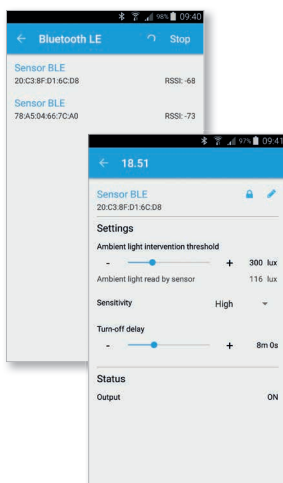 98% 09:40
← Bluetooth LE Stop
Sensor BLE
20:C3:8F:D1:6C:D8 RSSI: -68
Sensor BLE
78:A5:04:66:7C:A0 RSSI: -73
97% 09:41
← 18.51
Sensor BLE
20:C3:8F:D1:6C:D8
Settings
Ambient light intervention threshold
- + 300 lux
Ambient light read by sensor 116 lux
Sensitivity High
Turn-off delay
- + 8m 0s
Status
Output ON